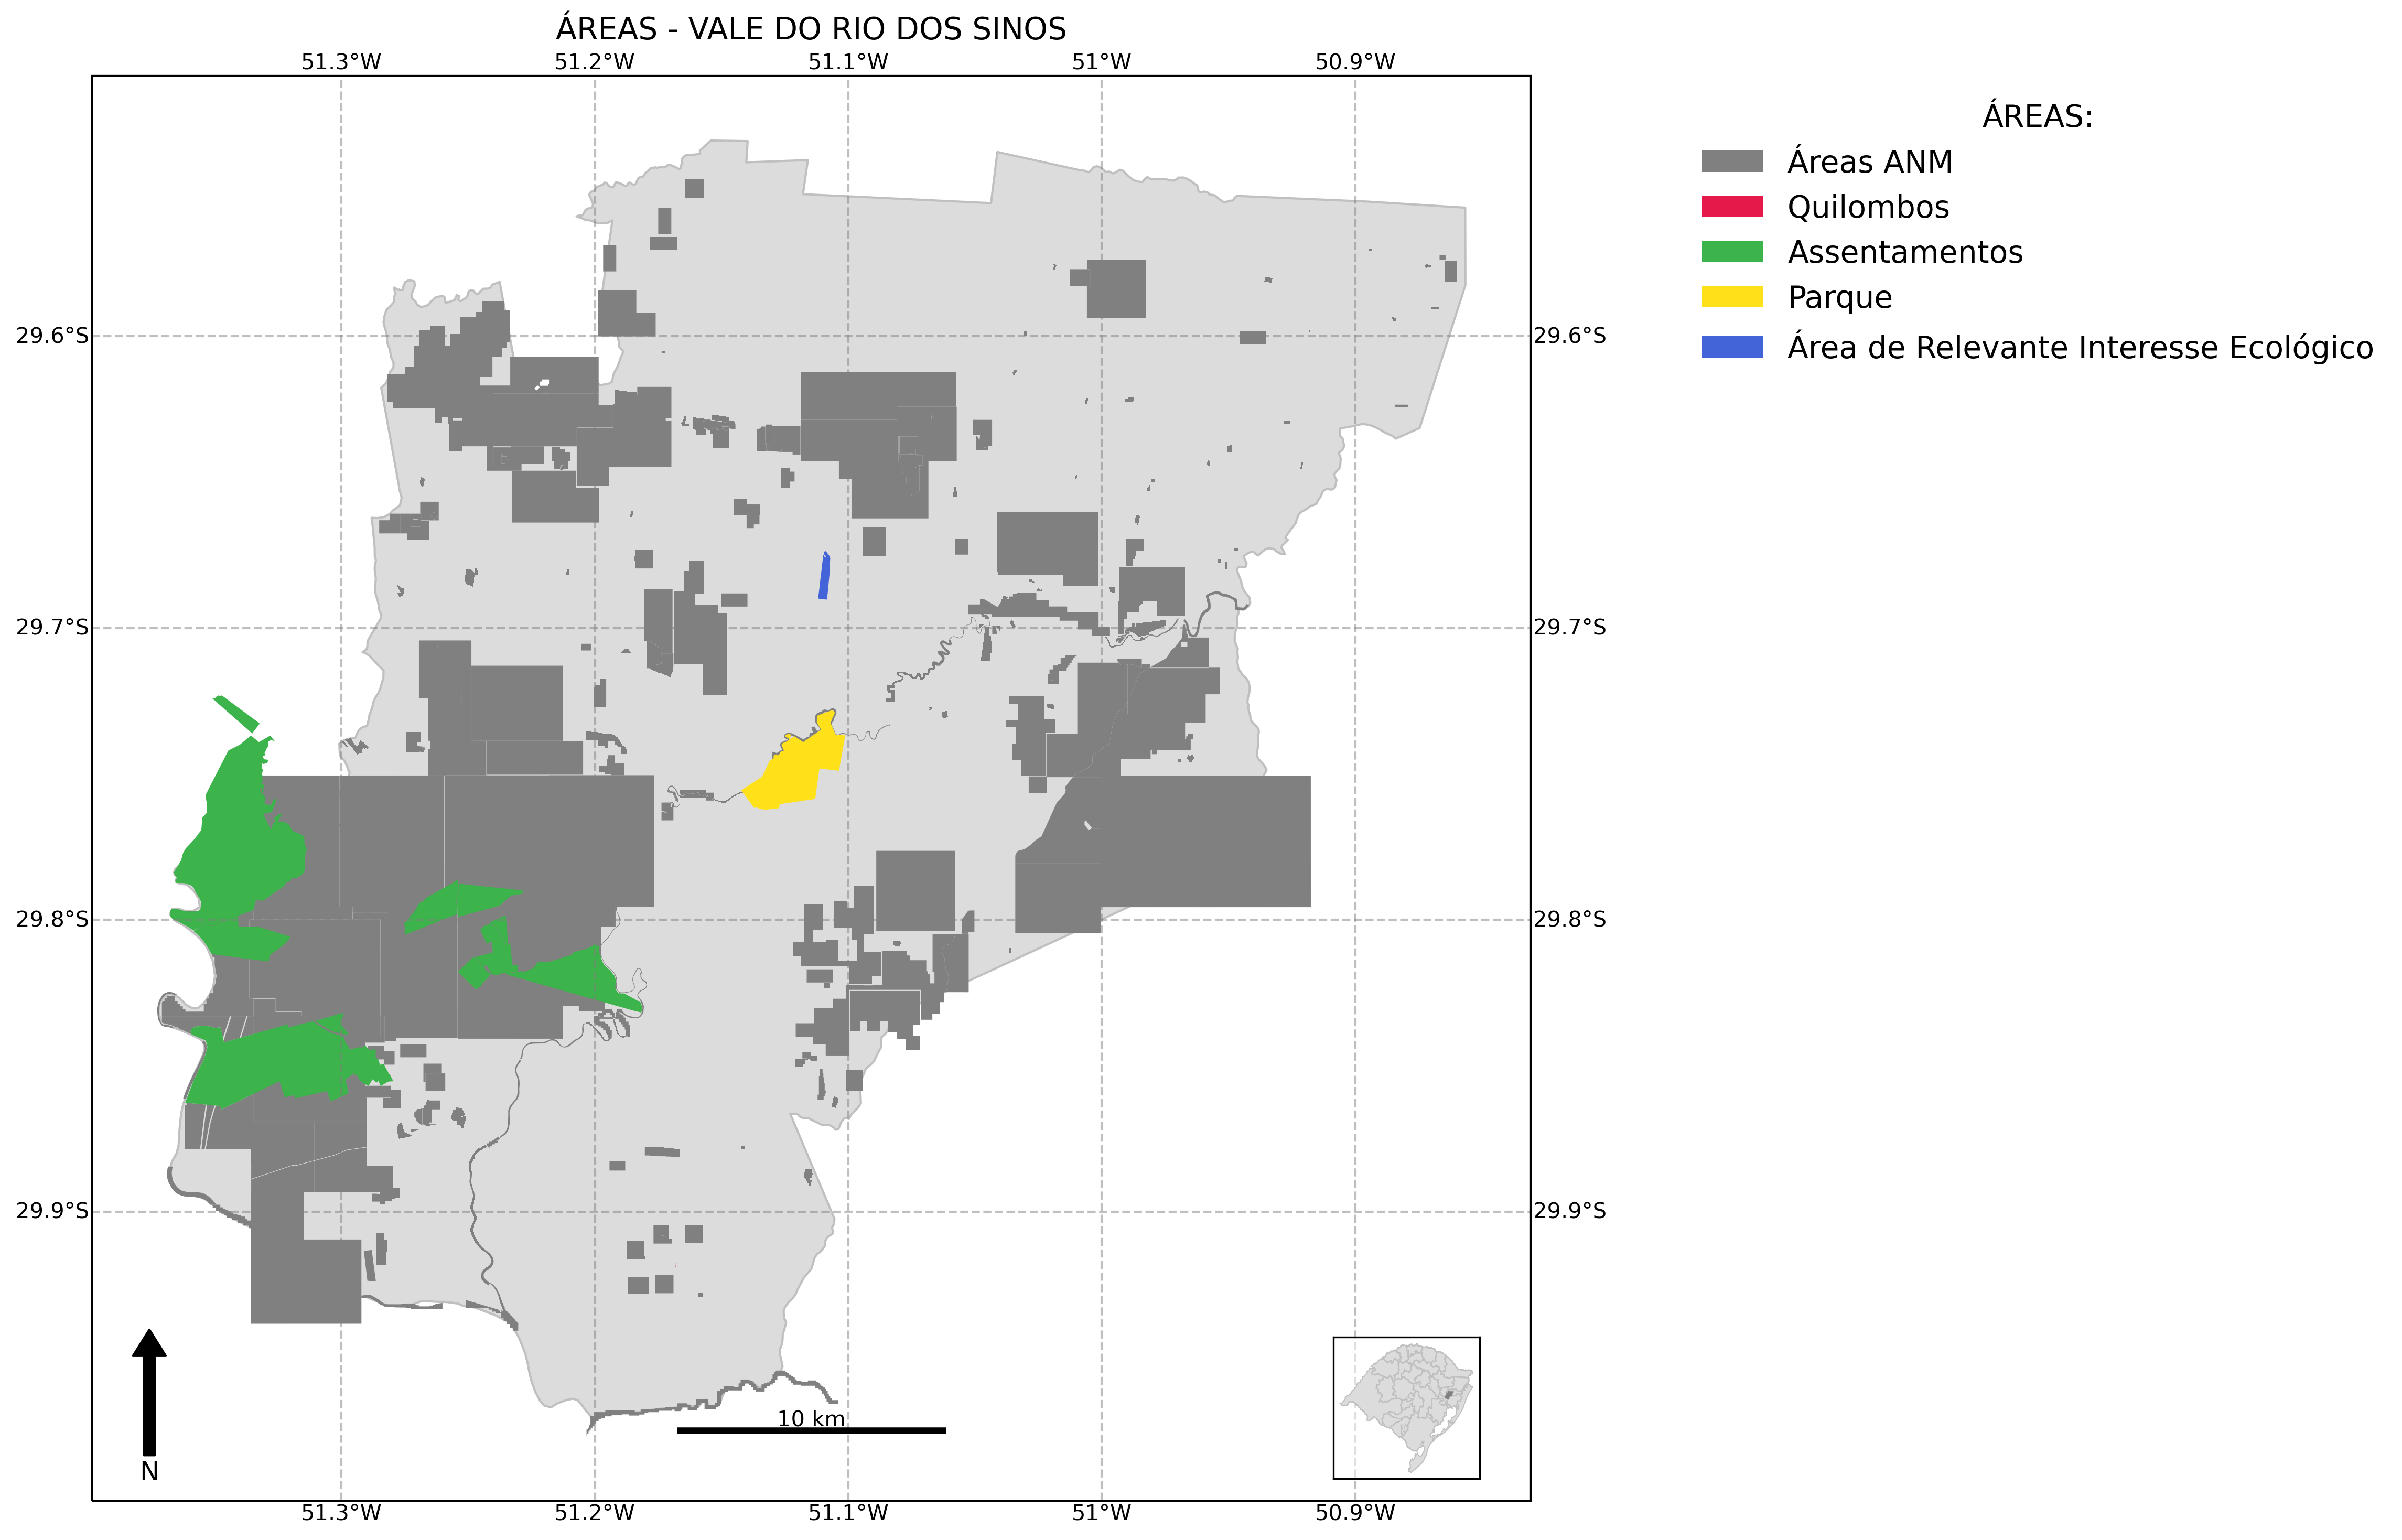 ÁREAS - VALE DO RIO DOS SINOS
51.3°W 51.2°W 51.1°W 51°W 50.9°W
ÁREAS:
Áreas ANM
Quilombos
Assentamentos
Parque
Área de Relevante Interesse Ecológico
29.6°S 29.6°S
29.7°S 29.7°S
29.8°S 29.8°S
29.9°S 29.9°S
10 km
N
51.3°W 51.2°W 51.1°W 51°W 50.9°W